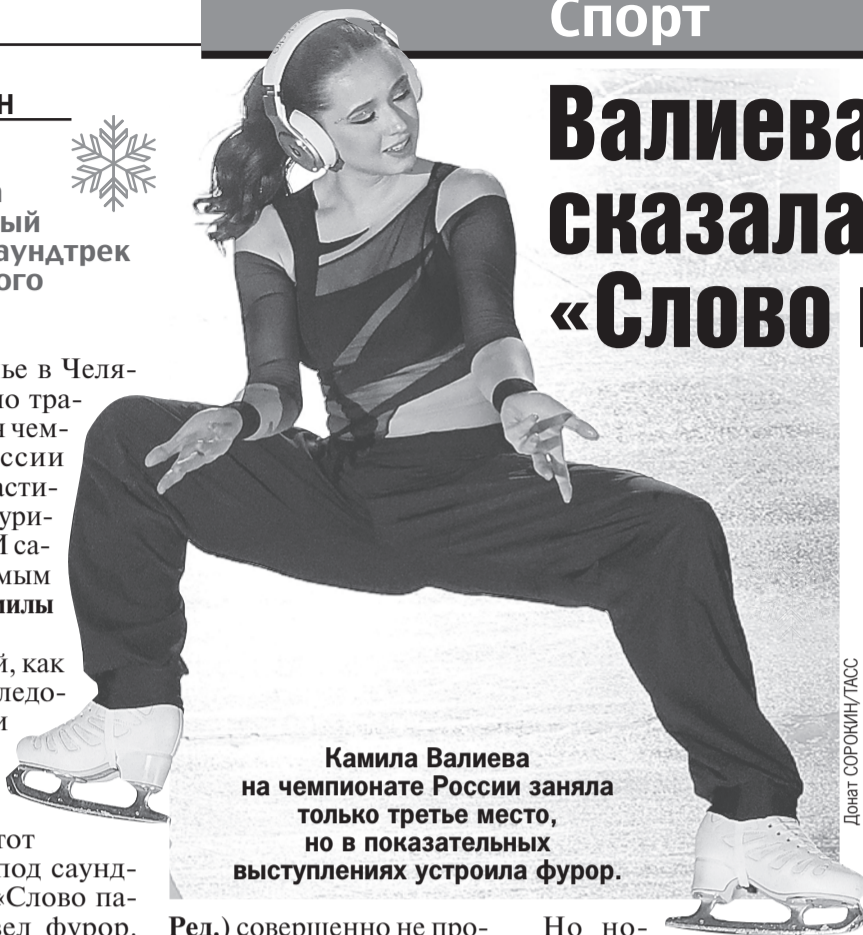 Спорт
Валиева
сказала
«Слово
н
ый
аундтрек
ого
ье в Челя-
но тра-
я чем-
ссии
асти-
ури-
И са-
мым
милы
й, как
ледо-
и
тот
под саунд-
«Слово па-
вел фурор.
Камила Валиева
на чемпионате России заняла
только третье место,
но в показательных
выступлениях устроила фурор.
Донат СОРОКИН/ТАСС
Ред.) совершенно не про-
Но но-